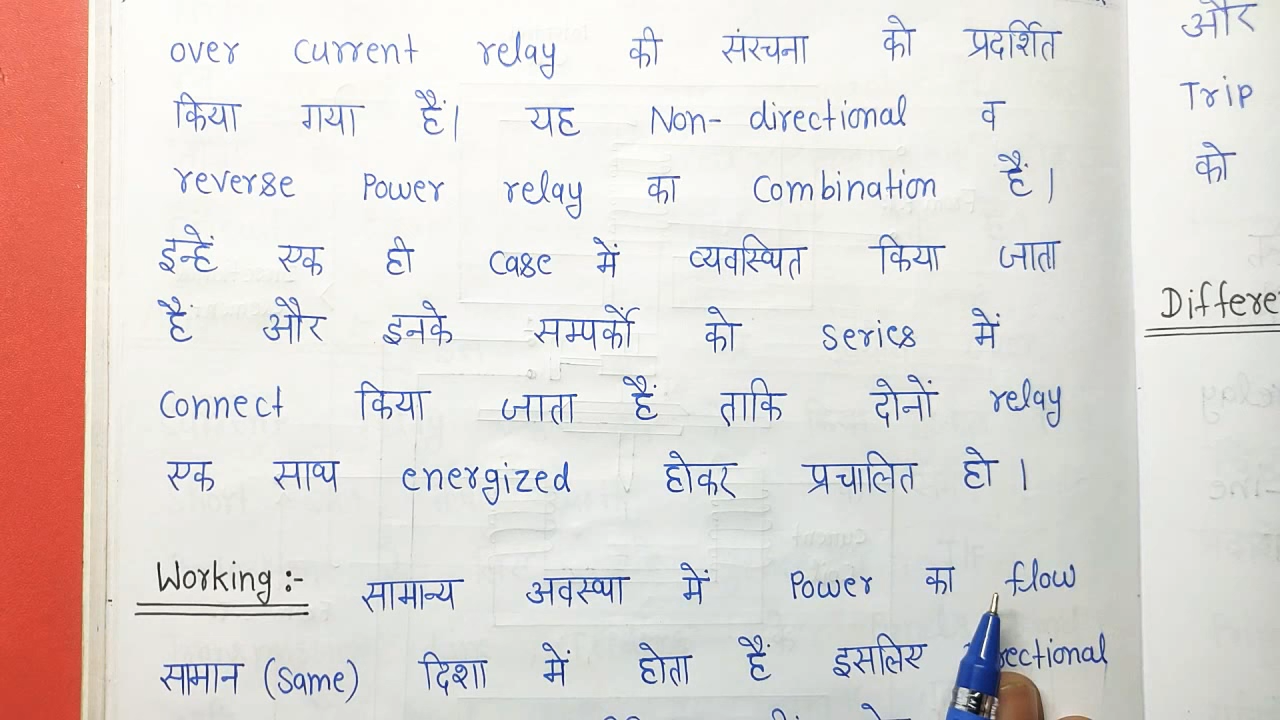 over current relay की संरचना को प्रदर्शित
किया गया हैं। यह Non-directional व
reverse Power relay का Combination हैं।
इन्हें एक ही case में व्यवस्थित किया जाता
हैं और इनके सम्पर्कों को series में
Connect किया जाता हैं ताकि दोनों relay
एक साथ energized होकर प्रचालित हो ।
Working :- सामान्य अवस्था में Power का flow
सामान (Same) दिशा में होता हैं इसलिए
और
Trip
को